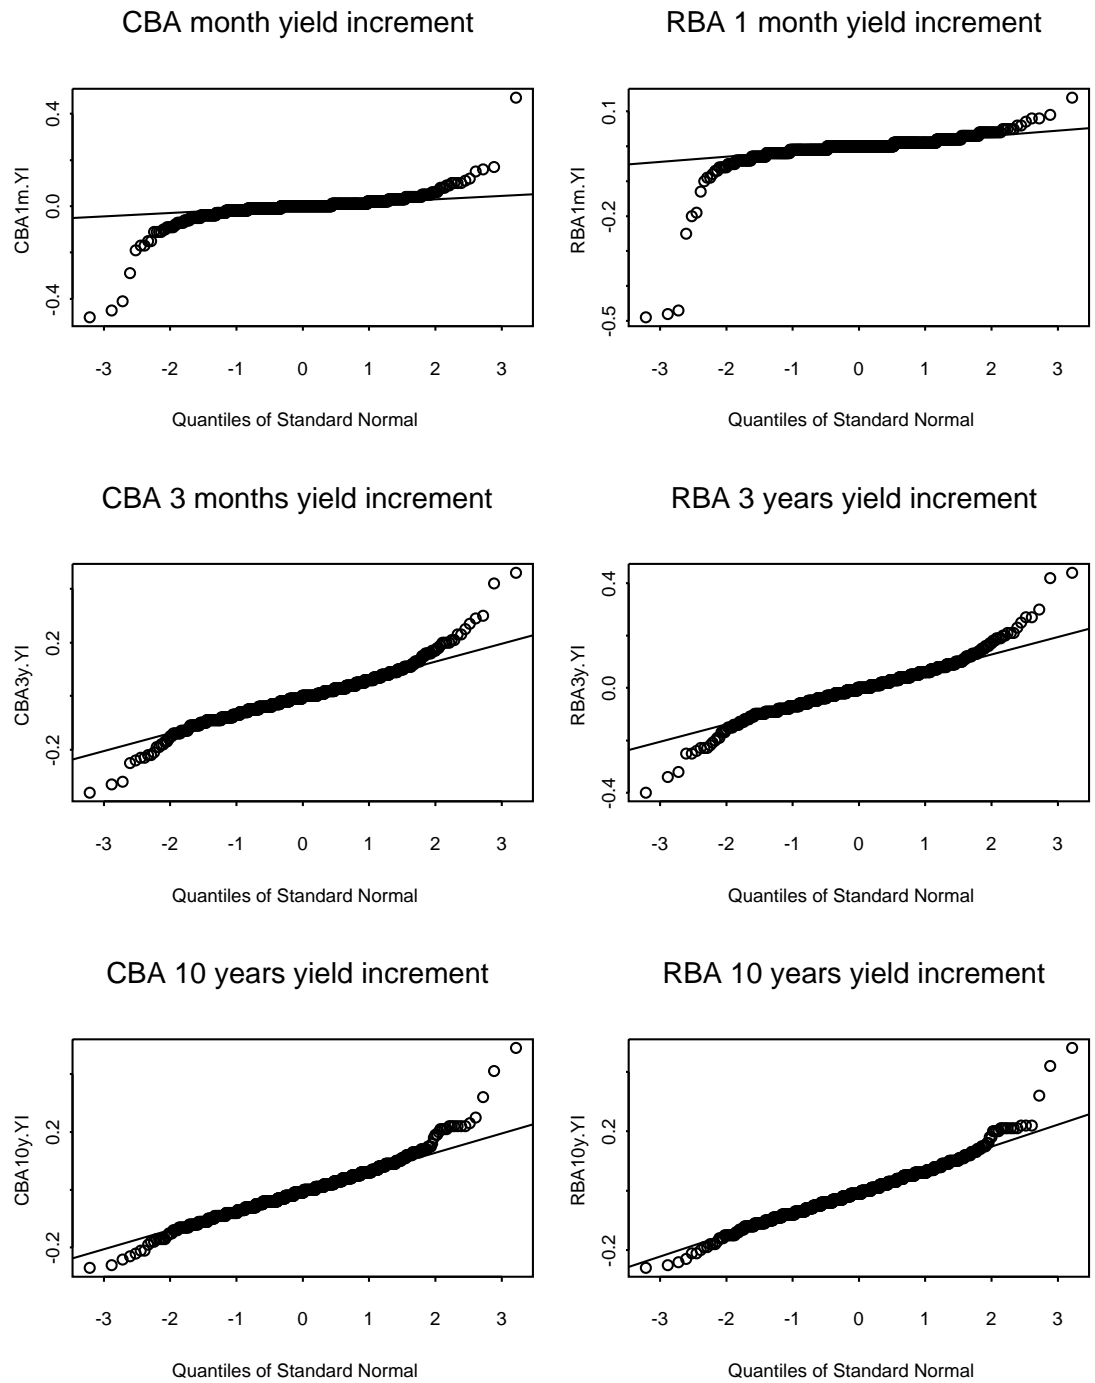 CBA month yield increment
CBA1m.YI
0.4
0.0
-0.4
-3 -2 -1 0 1 2 3
Quantiles of Standard Normal
RBA 1 month yield increment
RBA1m.YI
0.1
-0.2
-0.5
-3 -2 -1 0 1 2 3
Quantiles of Standard Normal
CBA 3 months yield increment
CBA3y.YI
0.2
-0.2
-3 -2 -1 0 1 2 3
Quantiles of Standard Normal
RBA 3 years yield increment
RBA3y.YI
0.4
0.0
-0.4
-3 -2 -1 0 1 2 3
Quantiles of Standard Normal
CBA 10 years yield increment
CBA10y.YI
0.2
-0.2
-3 -2 -1 0 1 2 3
Quantiles of Standard Normal
RBA 10 years yield increment
RBA10y.YI
0.2
-0.2
-3 -2 -1 0 1 2 3
Quantiles of Standard Normal